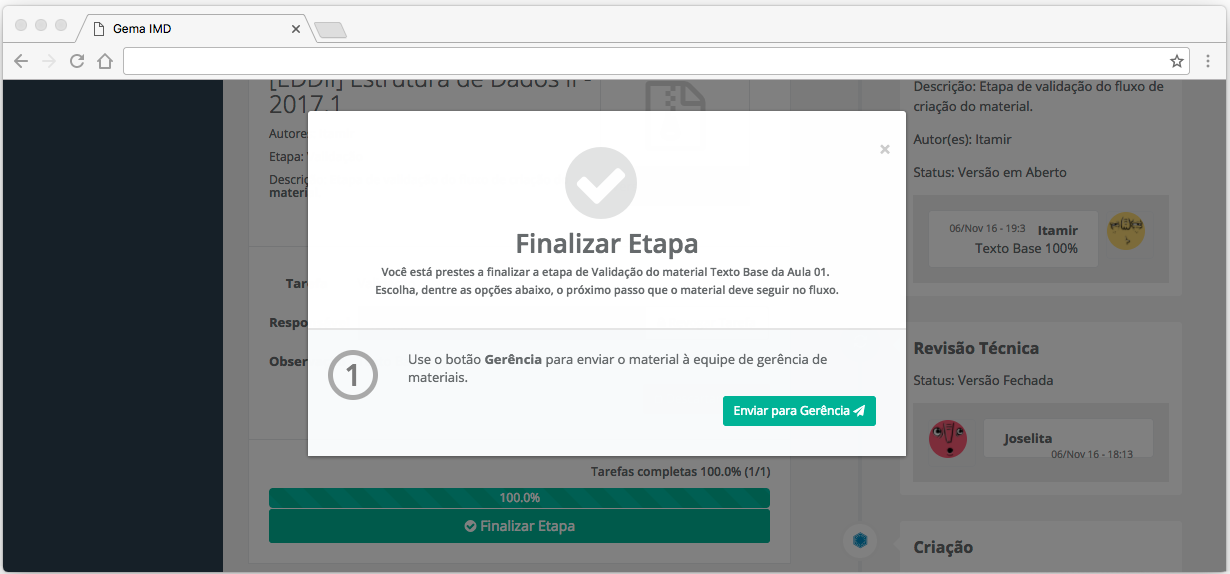 Gema IMD
[EDDII] Estrutura de Dados II -
2017.1
Autore
Etapa:
Descriç
materi
Tare
Respo
Obser
Finalizar Etapa
Você está prestes a finalizar a etapa de Validação do material Texto Base da Aula 01.
Escolha, dentre as opções abaixo, o próximo passo que o material deve seguir no fluxo.
1
Use o botão Gerência para enviar o material à equipe de gerência de
materiais.
Enviar para Gerência
Tarefas completas 100.0% (1/1)
100.0%
Finalizar Etapa
Descrição: Etapa de validação do fluxo de
criação do material.
Autor(es): Itamir
Status: Versão em Aberto
06/Nov 16 - 19:3 Itamir
Texto Base 100%
Revisão Técnica
Status: Versão Fechada
Joselita
06/Nov 16 - 18:13
Criação